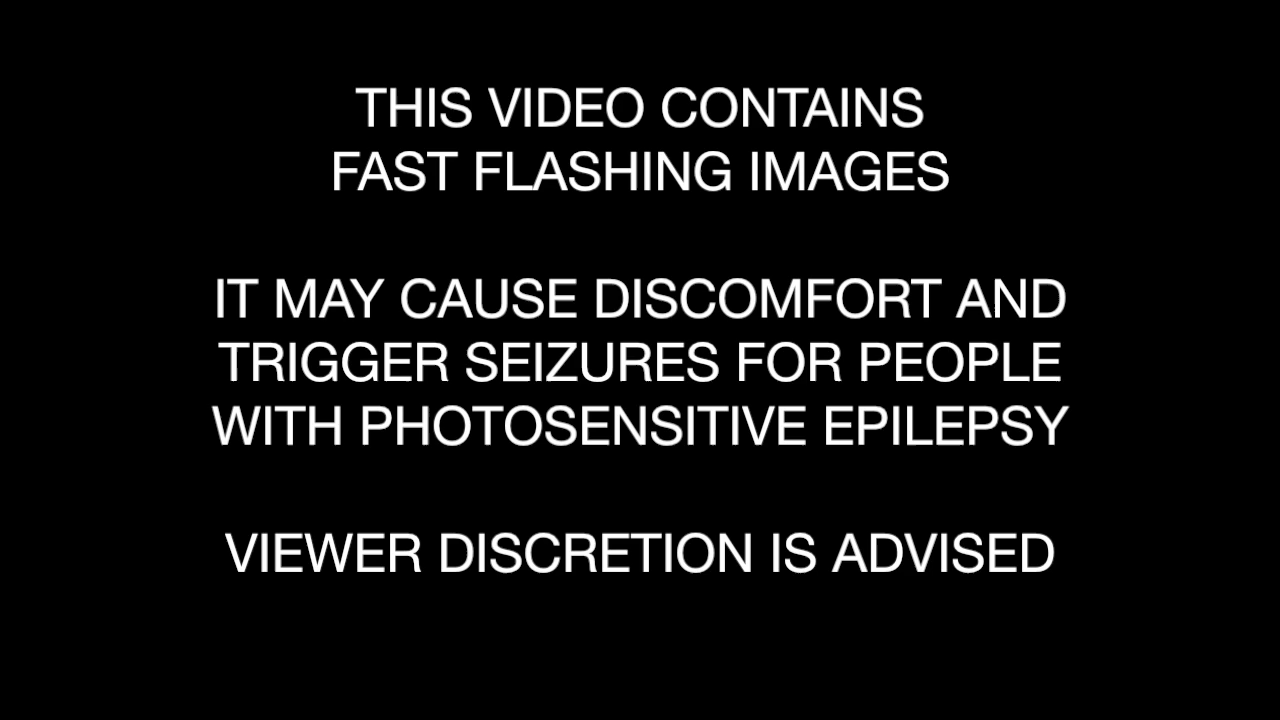 THIS VIDEO CONTAINS
FAST FLASHING IMAGES
IT MAY CAUSE DISCOMFORT AND
TRIGGER SEIZURES FOR PEOPLE
WITH PHOTOSENSITIVE EPILEPSY
VIEWER DISCRETION IS ADVISED